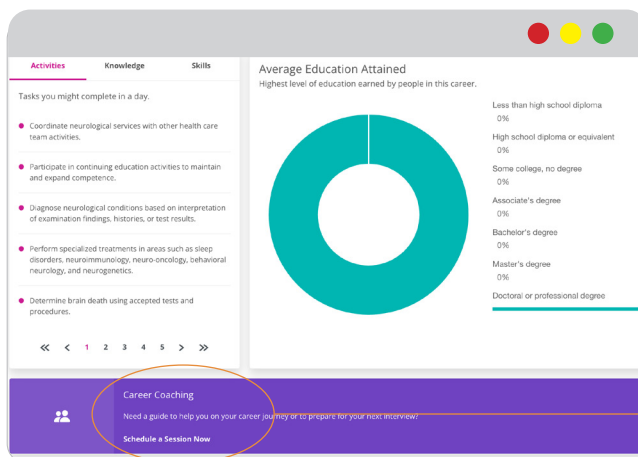 Activities Knowledge Skills
Tasks you might complete in a day.
Coordinate neurological services with other health care
team activities.
Participate in continuing education activities to maintain
and expand competence.
Diagnose neurological conditions based on interpretation
of examination findings, histories, or test results.
Perform specialized treatments in areas such as sleep
disorders, neuroimmunology, neuro-oncology, behavioral
neurology, and neurogenetics.
Determine brain death using accepted tests and
procedures.
« < 1 2 3 4 5 > »
Average Education Attained
Highest level of education earned by people in this career.
Less than high school diploma
0%
High school diploma or equivalent
0%
Some college, no degree
0%
Associate's degree
0%
Bachelor's degree
0%
Master's degree
0%
Doctoral or professional degree
Career Coaching
Need a guide to help you on your career journey or to prepare for your next interview?
Schedule a Session Now